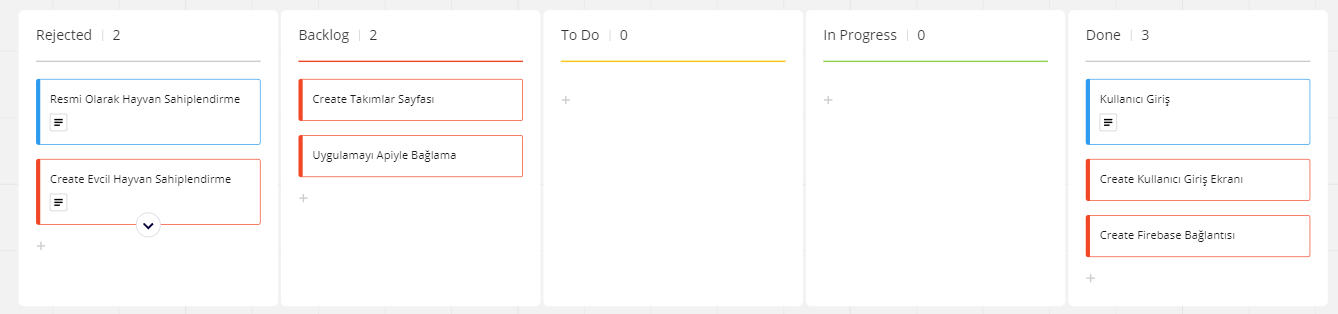 Rejected | 2
Resmi Olarak Hayvan Sahiplendirme
Create Evcil Hayvan Sahiplendirme
+
Backlog | 2
Create Takımlar Sayfası
Uygulamayı Apiyle Bağlama
+
To Do | 0
+
In Progress | 0
+
Done | 3
Kullanıcı Giriş
Create Kullanıcı Giriş Ekranı
Create Firebase Bağlantısı
+